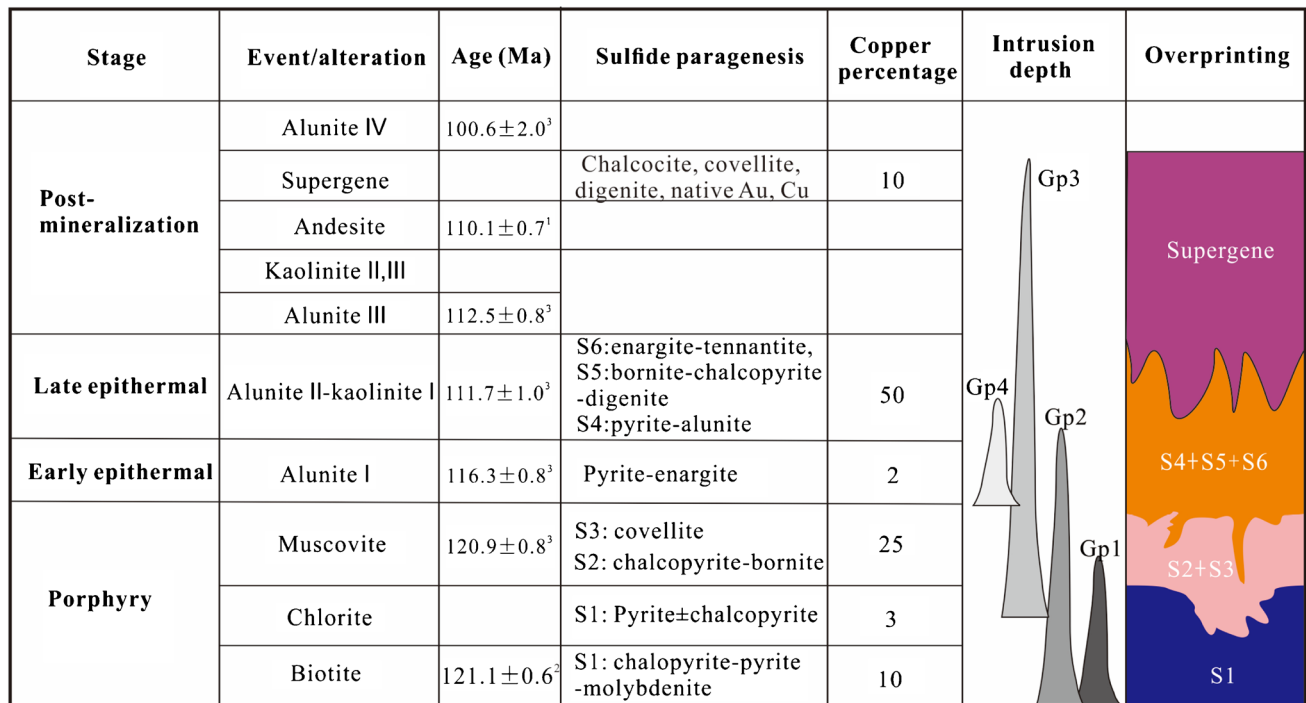 Stage
Event/alteration
Age (Ma)
Sulfide paragenesis
Copper
percentage
Intrusion
depth
Overprinting
Post-
mineralization
Alunite IV
100.6±2.0³
Supergene
Chalcocite, covellite,
digenite, native Au, Cu
10
Andesite
110.1±0.7¹
Kaolinite II,III
Alunite III
112.5±0.8³
Late epithermal
Alunite II-kaolinite I
111.7±1.0³
S6:enargite-tennantite,
S5:bornite-chalcopyrite
-digenite
S4:pyrite-alunite
50
Early epithermal
Alunite I
116.3±0.8³
Pyrite-enargite
2
Porphyry
Muscovite
120.9±0.8³
S3: covellite
S2: chalcopyrite-bornite
25
Chlorite
S1: Pyrite±chalcopyrite
3
Biotite
121.1±0.6²
S1: chalopyrite-pyrite
-molybdenite
10
Gp3
Gp4
Gp2
Gp1
Supergene
S4+S5+S6
S2+S3
S1